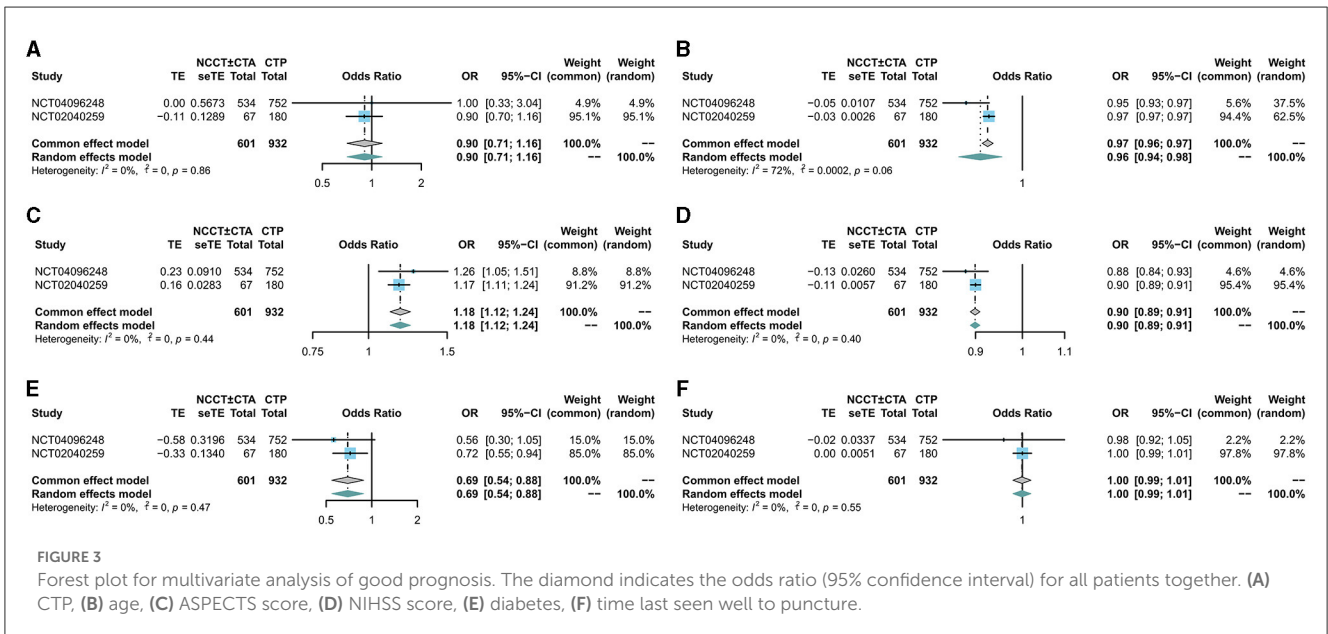 A
NCCT±CTA CTP Weight Weight
Study TE seTE Total Total Odds Ratio OR 95%−CI (common) (random)
NCT04096248 0.00 0.5673 534 752 1.00 [0.33; 3.04] 4.9% 4.9%
NCT02040259 −0.11 0.1289 67 180 0.90 [0.70; 1.16] 95.1% 95.1%
Common effect model 601 932 0.90 [0.71; 1.16] 100.0% −−
Random effects model 0.90 [0.71; 1.16] −− 100.0%
Heterogeneity: I² = 0%, τ² = 0, p = 0.86
0.5 1 2
B
NCCT±CTA CTP Weight Weight
Study TE seTE Total Total Odds Ratio OR 95%−CI (common) (random)
NCT04096248 −0.05 0.0107 534 752 0.95 [0.93; 0.97] 5.6% 37.5%
NCT02040259 −0.03 0.0026 67 180 0.97 [0.97; 0.97] 94.4% 62.5%
Common effect model 601 932 0.97 [0.96; 0.97] 100.0% −−
Random effects model 0.96 [0.94; 0.98] −− 100.0%
Heterogeneity: I² = 72%, τ² = 0.0002, p = 0.06
1
C
NCCT±CTA CTP Weight Weight
Study TE seTE Total Total Odds Ratio OR 95%−CI (common) (random)
NCT04096248 0.23 0.0910 534 752 1.26 [1.05; 1.51] 8.8% 8.8%
NCT02040259 0.16 0.0283 67 180 1.17 [1.11; 1.24] 91.2% 91.2%
Common effect model 601 932 1.18 [1.12; 1.24] 100.0% −−
Random effects model 1.18 [1.12; 1.24] −− 100.0%
Heterogeneity: I² = 0%, τ² = 0, p = 0.44
0.75 1 1.5
D
NCCT±CTA CTP Weight Weight
Study TE seTE Total Total Odds Ratio OR 95%−CI (common) (random)
NCT04096248 −0.13 0.0260 534 752 0.88 [0.84; 0.93] 4.6% 4.6%
NCT02040259 −0.11 0.0057 67 180 0.90 [0.89; 0.91] 95.4% 95.4%
Common effect model 601 932 0.90 [0.89; 0.91] 100.0% −−
Random effects model 0.90 [0.89; 0.91] −− 100.0%
Heterogeneity: I² = 0%, τ² = 0, p = 0.40
0.9 1 1.1
E
NCCT±CTA CTP Weight Weight
Study TE seTE Total Total Odds Ratio OR 95%−CI (common) (random)
NCT04096248 −0.58 0.3196 534 752 0.56 [0.30; 1.05] 15.0% 15.0%
NCT02040259 −0.33 0.1340 67 180 0.72 [0.55; 0.94] 85.0% 85.0%
Common effect model 601 932 0.69 [0.54; 0.88] 100.0% −−
Random effects model 0.69 [0.54; 0.88] −− 100.0%
Heterogeneity: I² = 0%, τ² = 0, p = 0.47
0.5 1 2
F
NCCT±CTA CTP Weight Weight
Study TE seTE Total Total Odds Ratio OR 95%−CI (common) (random)
NCT04096248 −0.02 0.0337 534 752 0.98 [0.92; 1.05] 2.2% 2.2%
NCT02040259 0.00 0.0051 67 180 1.00 [0.99; 1.01] 97.8% 97.8%
Common effect model 601 932 1.00 [0.99; 1.01] 100.0% −−
Random effects model 1.00 [0.99; 1.01] −− 100.0%
Heterogeneity: I² = 0%, τ² = 0, p = 0.55
1
FIGURE 3
Forest plot for multivariate analysis of good prognosis. The diamond indicates the odds ratio (95% confidence interval) for all patients together. (A)
CTP, (B) age, (C) ASPECTS score, (D) NIHSS score, (E) diabetes, (F) time last seen well to puncture.